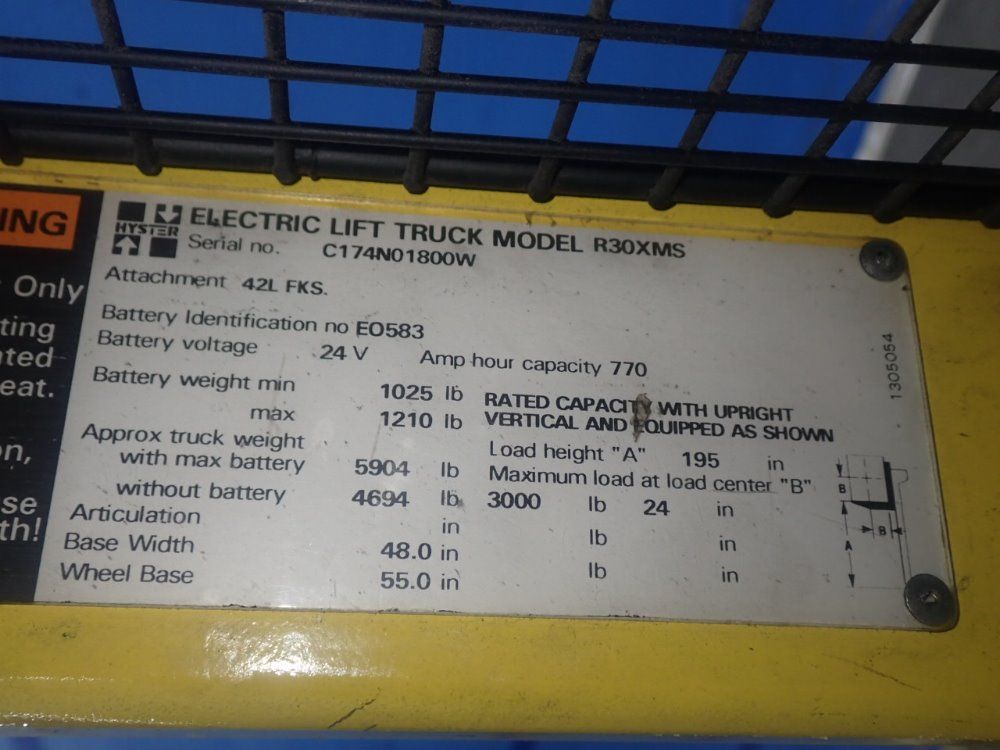 ING
Only
ting
ated
eat.
on,
se
th!
HYSTER
ELECTRIC LIFT TRUCK MODEL R30XMS
Serial no. C174N01800W
Attachment 42L FKS.
Battery Identification no EO583
Battery voltage 24 V Amp hour capacity 770
Battery weight min 1025 lb
max 1210 lb
RATED CAPACITY WITH UPRIGHT
VERTICAL AND EQUIPPED AS SHOWN
Approx truck weight
with max battery 5904 lb
without battery 4694 lb
Load height "A" 195 in
Maximum load at load center "B"
3000 lb 24 in
Articulation in
lb in
Base Width 48.0 in
lb in
Wheel Base 55.0 in
1305054
B
B
A